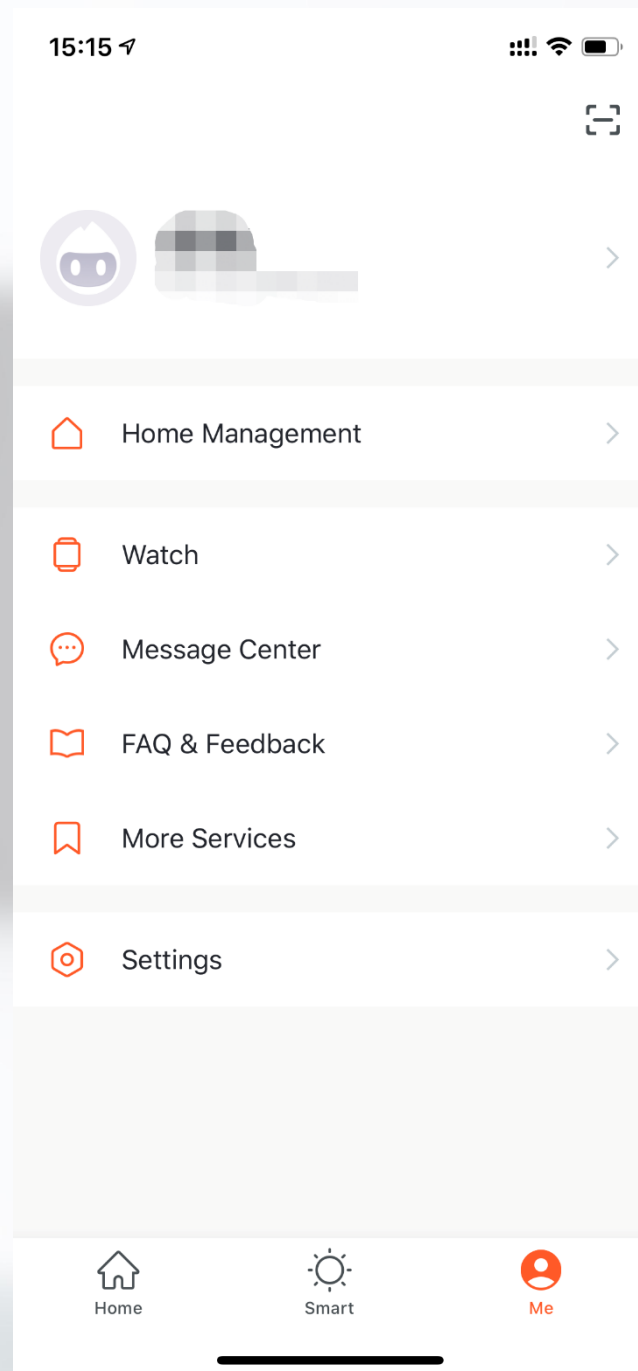 15:15
Home Management
Watch
Message Center
FAQ & Feedback
More Services
Settings
Home
Smart
Me